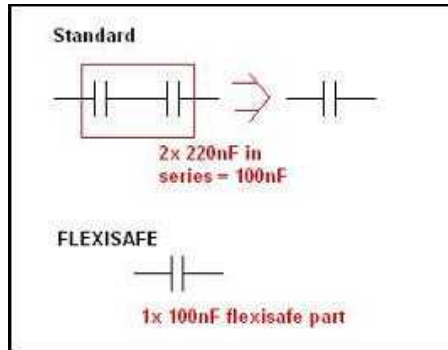 Standard
2x 220nF in
series = 100nF
FLEXISAFE
1x 100nF flexisafe part